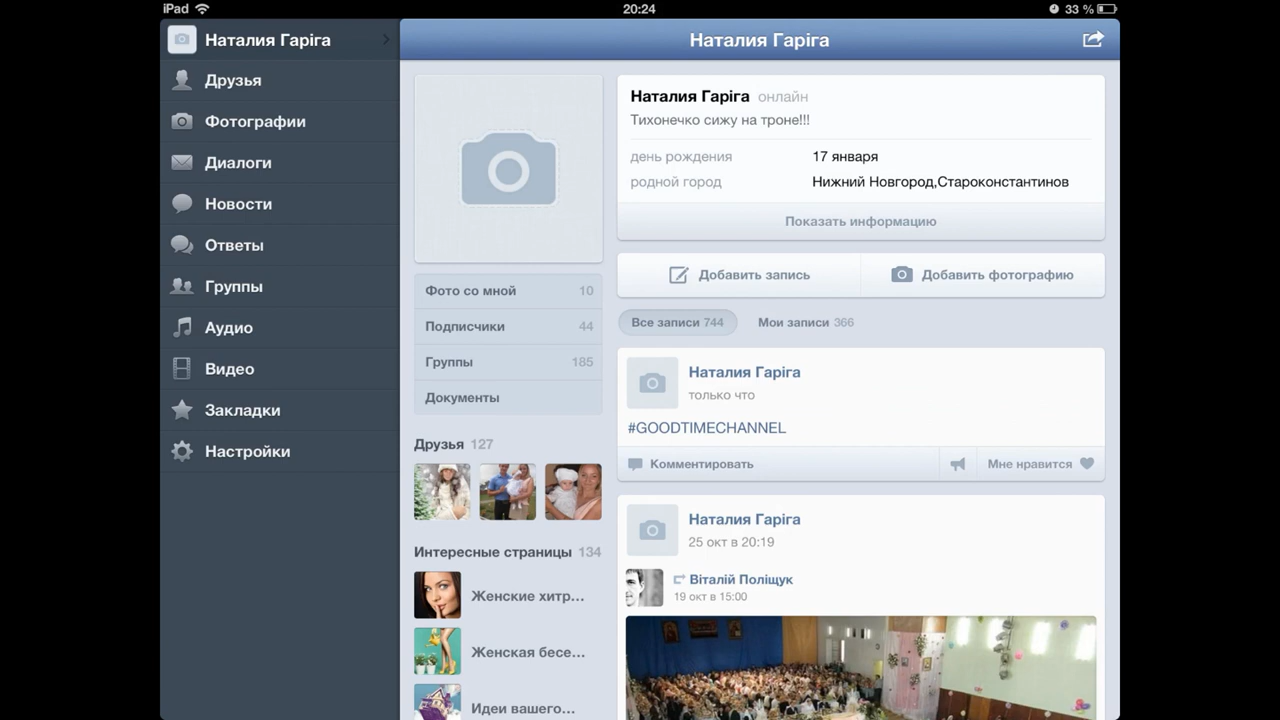 iPad
20:24
33 %
Наталия Гаріга
Друзья
Фотографии
Диалоги
Новости
Ответы
Группы
Аудио
Видео
Закладки
Настройки
Наталия Гаріга
Наталия Гаріга онлайн
Тихонечко сижу на троне!!!
день рождения 17 января
родной город Нижний Новгород,Староконстантинов
Показать информацию
Добавить запись
Добавить фотографию
Фото со мной 10
Подписчики 44
Группы 185
Документы
Друзья 127
Интересные страницы 134
Женские хитр...
Женская бесе...
Идеи вашего...
Все записи 744
Мои записи 366
Наталия Гаріга
только что
#GOODTIMECHANNEL
Комментировать
Мне нравится
Наталия Гаріга
25 окт в 20:19
Віталій Поліщук
19 окт в 15:00